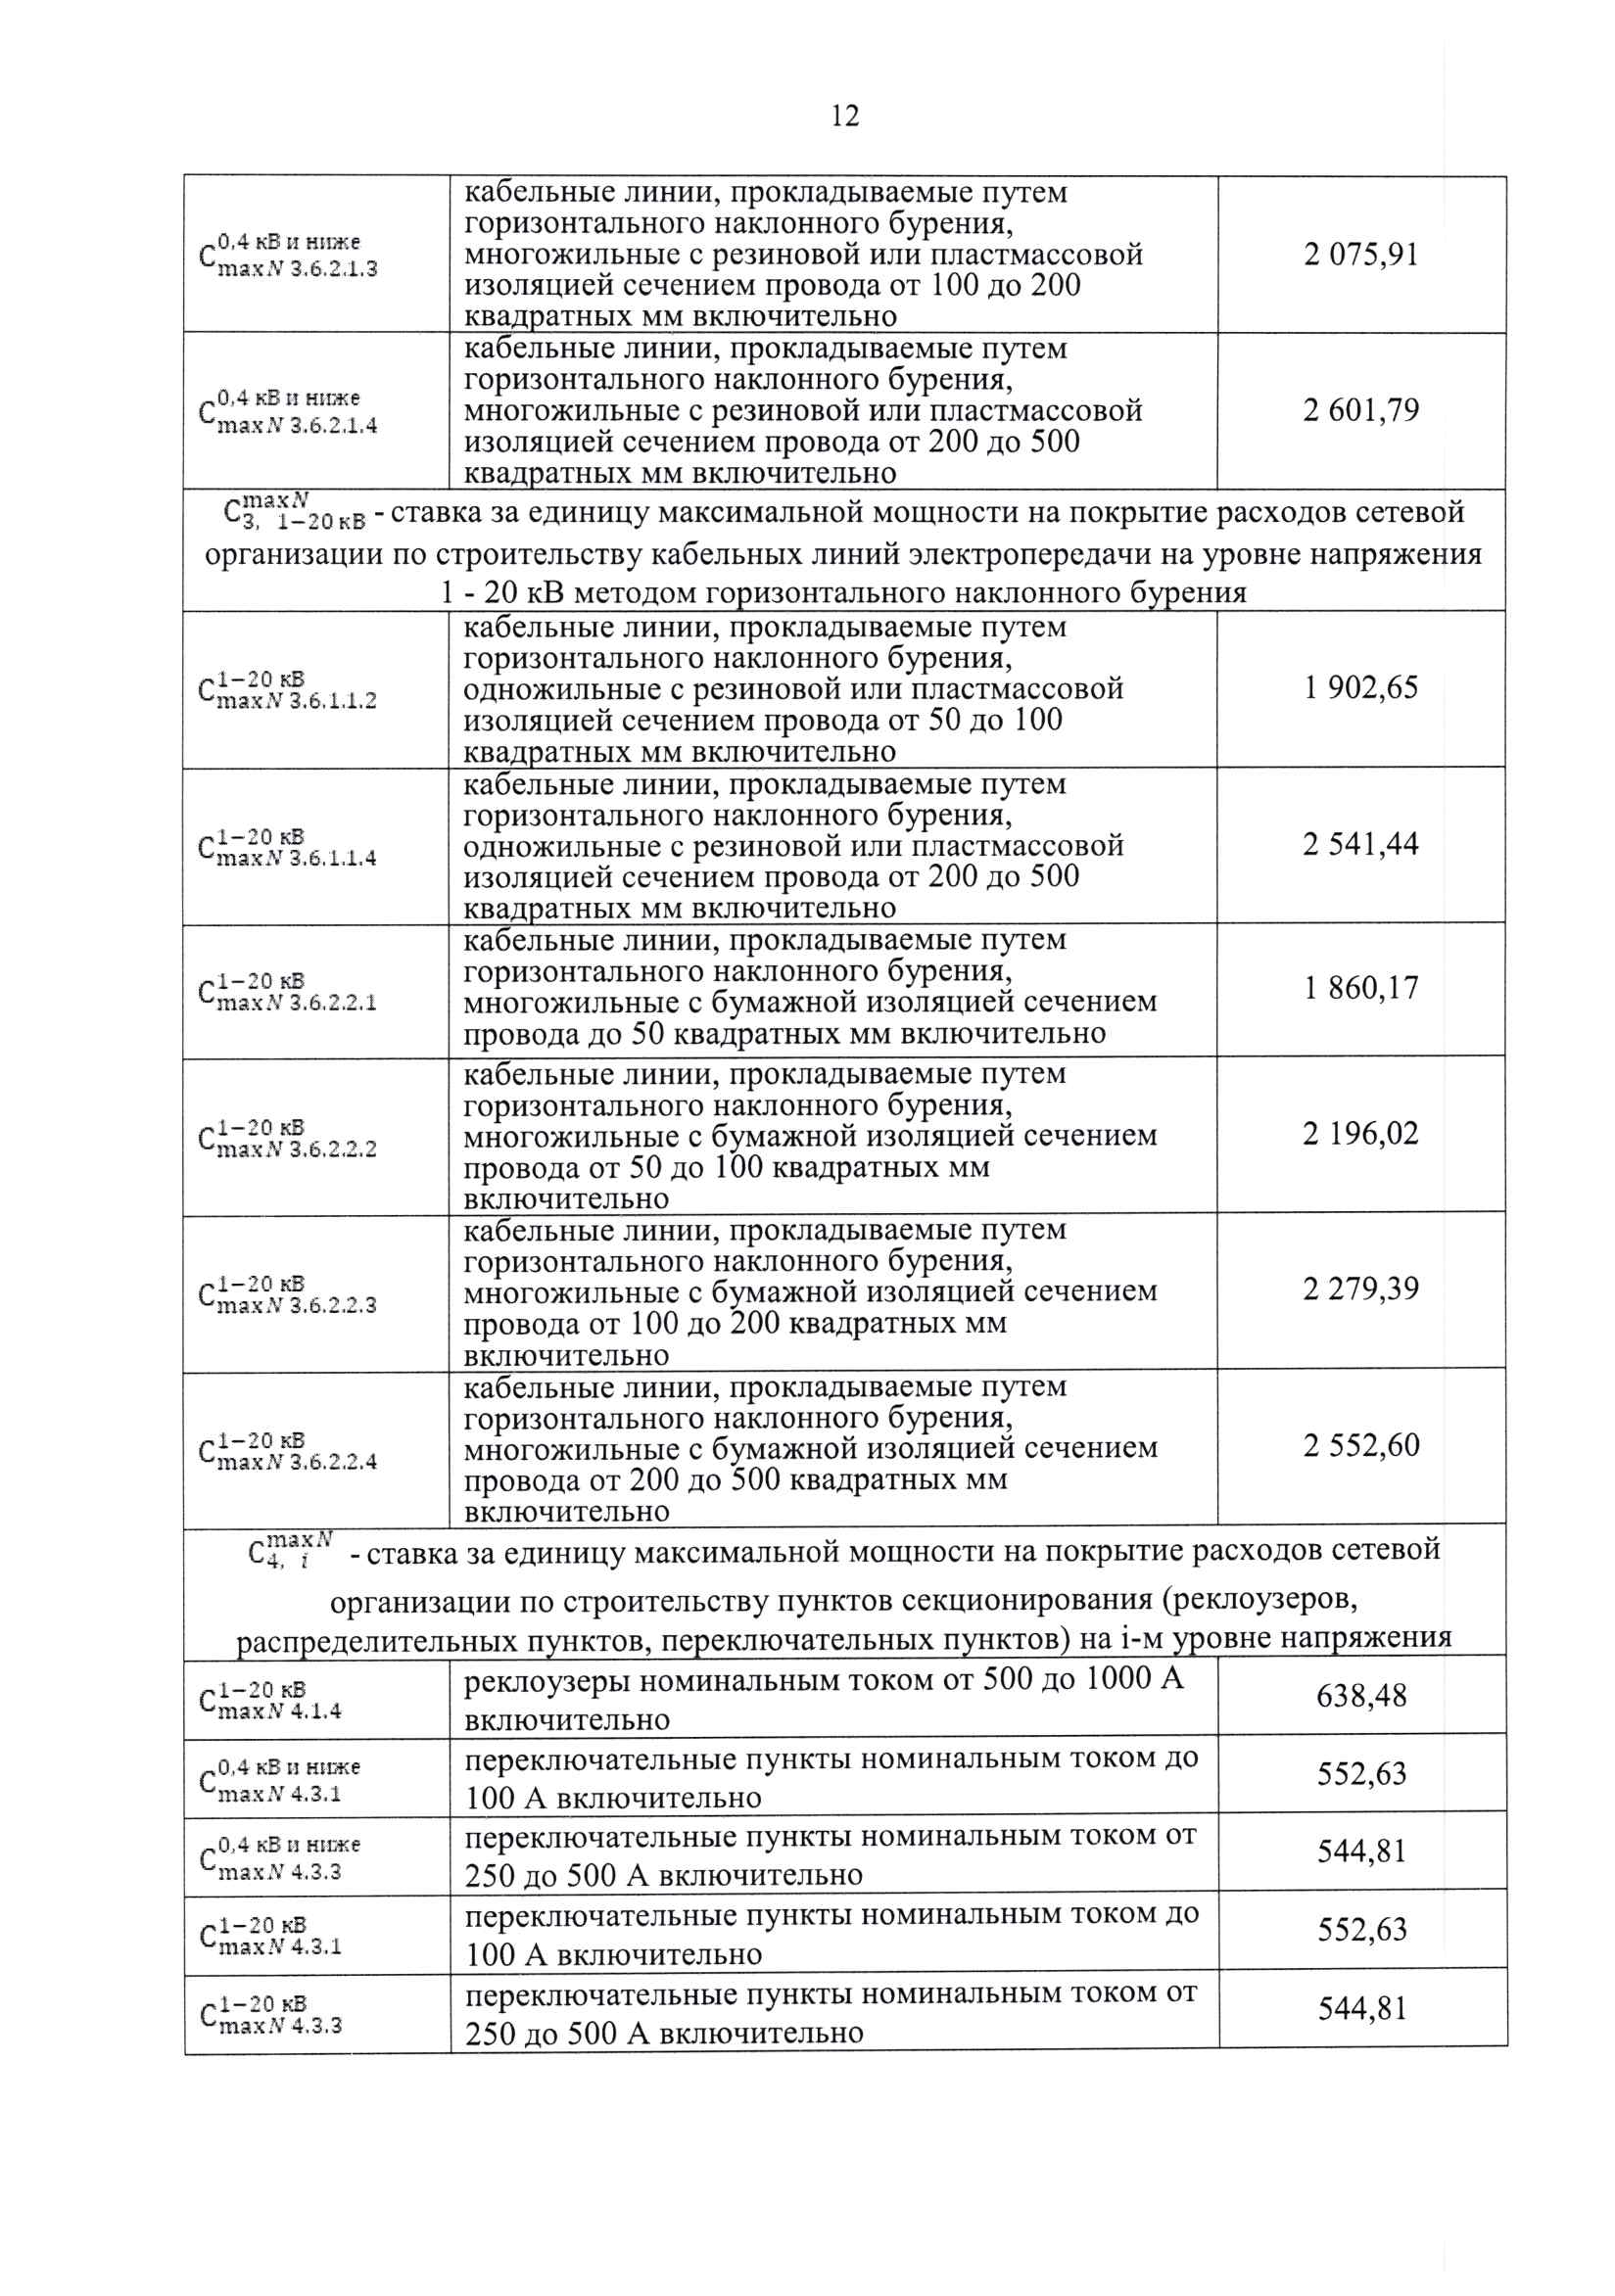 12
C 0,4 кВ и ниже
maxN 3.6.2.1.3
кабельные линии, прокладываемые путем
горизонтального наклонного бурения,
многожильные с резиновой или пластмассовой
изоляцией сечением провода от 100 до 200
квадратных мм включительно
2 075,91
C 0,4 кВ и ниже
maxN 3.6.2.1.4
кабельные линии, прокладываемые путем
горизонтального наклонного бурения,
многожильные с резиновой или пластмассовой
изоляцией сечением провода от 200 до 500
квадратных мм включительно
2 601,79
C maxN 3, 1−20 кВ - ставка за единицу максимальной мощности на покрытие расходов сетевой
организации по строительству кабельных линий электропередачи на уровне напряжения
1 - 20 кВ методом горизонтального наклонного бурения
C 1−20 кВ
maxN 3.6.1.1.2
кабельные линии, прокладываемые путем
горизонтального наклонного бурения,
одножильные с резиновой или пластмассовой
изоляцией сечением провода от 50 до 100
квадратных мм включительно
1 902,65
C 1−20 кВ
maxN 3.6.1.1.4
кабельные линии, прокладываемые путем
горизонтального наклонного бурения,
одножильные с резиновой или пластмассовой
изоляцией сечением провода от 200 до 500
квадратных мм включительно
2 541,44
C 1−20 кВ
maxN 3.6.2.2.1
кабельные линии, прокладываемые путем
горизонтального наклонного бурения,
многожильные с бумажной изоляцией сечением
провода до 50 квадратных мм включительно
1 860,17
C 1−20 кВ
maxN 3.6.2.2.2
кабельные линии, прокладываемые путем
горизонтального наклонного бурения,
многожильные с бумажной изоляцией сечением
провода от 50 до 100 квадратных мм
включительно
2 196,02
C 1−20 кВ
maxN 3.6.2.2.3
кабельные линии, прокладываемые путем
горизонтального наклонного бурения,
многожильные с бумажной изоляцией сечением
провода от 100 до 200 квадратных мм
включительно
2 279,39
C 1−20 кВ
maxN 3.6.2.2.4
кабельные линии, прокладываемые путем
горизонтального наклонного бурения,
многожильные с бумажной изоляцией сечением
провода от 200 до 500 квадратных мм
включительно
2 552,60
C maxN 4, i - ставка за единицу максимальной мощности на покрытие расходов сетевой
организации по строительству пунктов секционирования (реклоузеров,
распределительных пунктов, переключательных пунктов) на i-м уровне напряжения
C 1−20 кВ
maxN 4.1.4
реклоузеры номинальным током от 500 до 1000 А
включительно
638,48
C 0,4 кВ и ниже
maxN 4.3.1
переключательные пункты номинальным током до
100 А включительно
552,63
C 0,4 кВ и ниже
maxN 4.3.3
переключательные пункты номинальным током от
250 до 500 А включительно
544,81
C 1−20 кВ
maxN 4.3.1
переключательные пункты номинальным током до
100 А включительно
552,63
C 1−20 кВ
maxN 4.3.3
переключательные пункты номинальным током от
250 до 500 А включительно
544,81